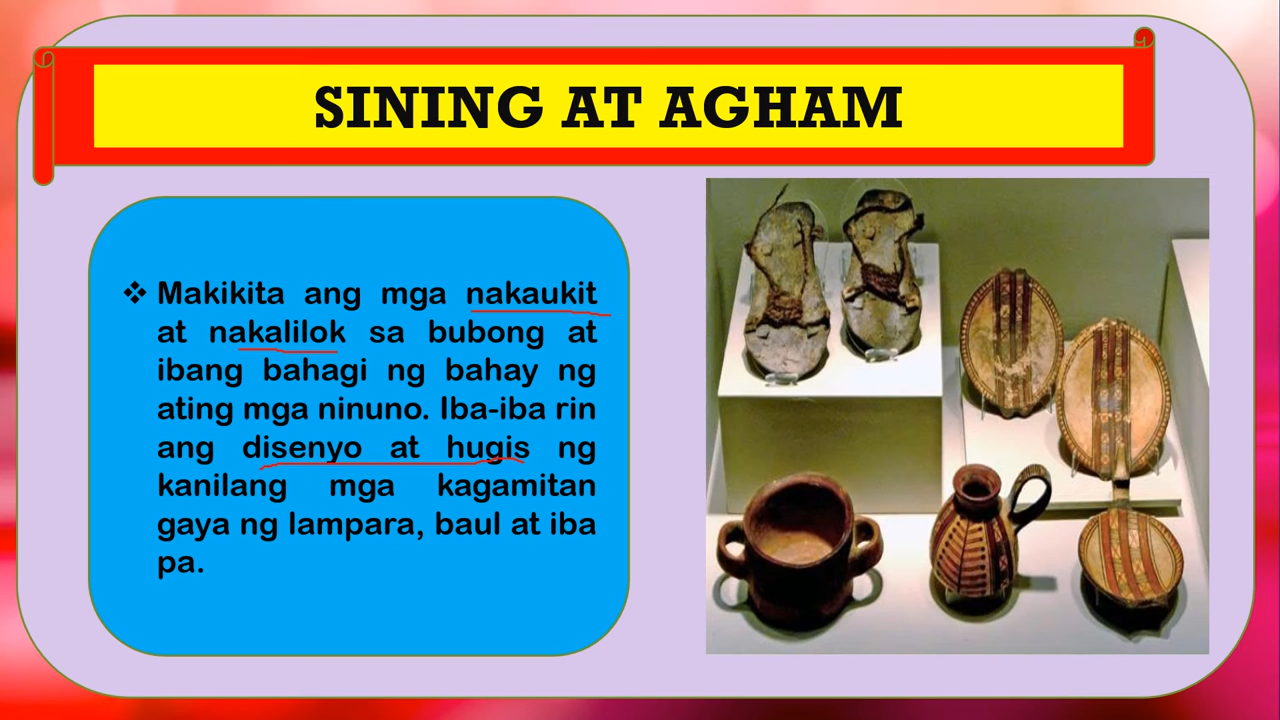 SINING AT AGHAM
❖ Makikita ang mga nakaukit
at nakalilok sa bubong at
ibang bahagi ng bahay ng
ating mga ninuno. Iba-iba rin
ang disenyo at hugis ng
kanilang mga kagamitan
gaya ng lampara, baul at iba
pa.